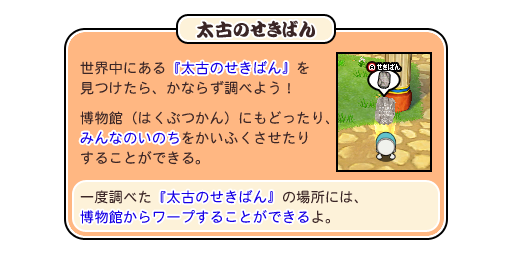 太古のせきばん
世界中にある『太古のせきばん』を
見つけたら、かならず調べよう！
せきばん
博物館（はくぶつかん）にもどったり、
みんなのいのちをかいふくさせたり
することができる。
一度調べた『太古のせきばん』の場所には、
博物館からワープすることができるよ。